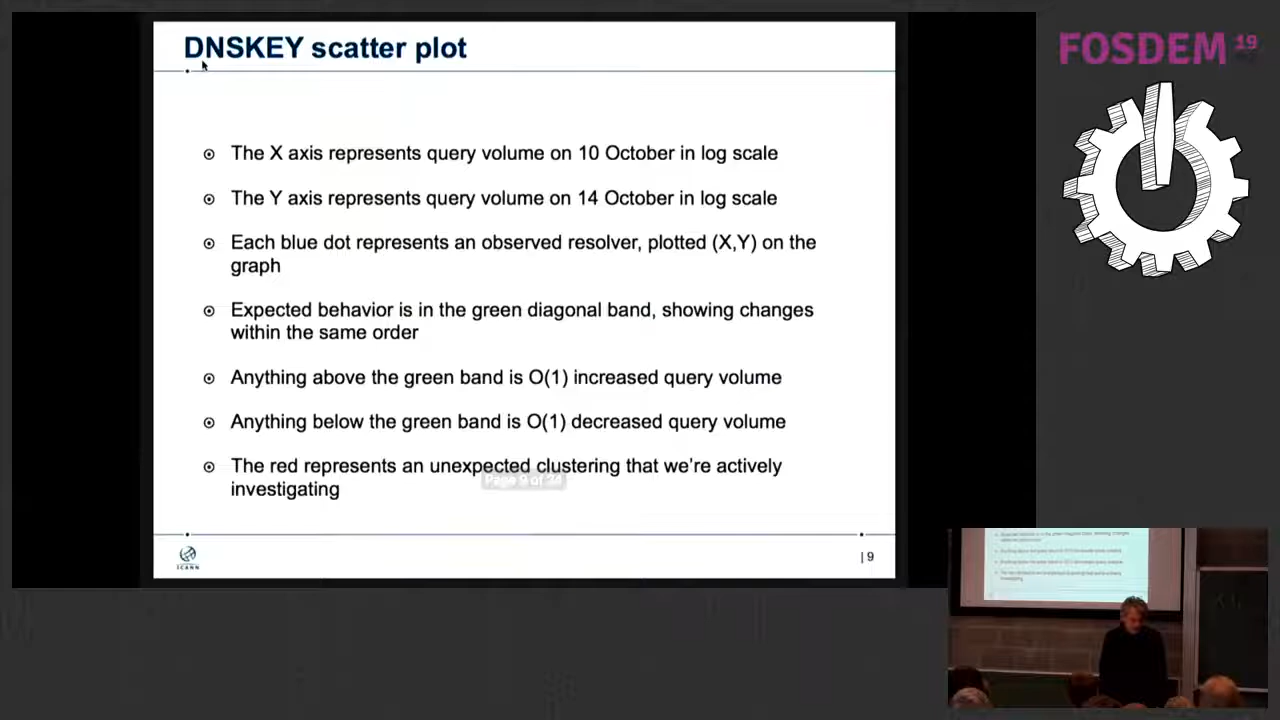 DNSKEY scatter plot
The X axis represents query volume on 10 October in log scale
The Y axis represents query volume on 14 October in log scale
Each blue dot represents an observed resolver, plotted (X,Y) on the
graph
Expected behavior is in the green diagonal band, showing changes
within the same order
Anything above the green band is O(1) increased query volume
Anything below the green band is O(1) decreased query volume
The red represents an unexpected clustering that we’re actively
investigating
Page 9 of 34
ICANN
| 9
FOSDEM 19